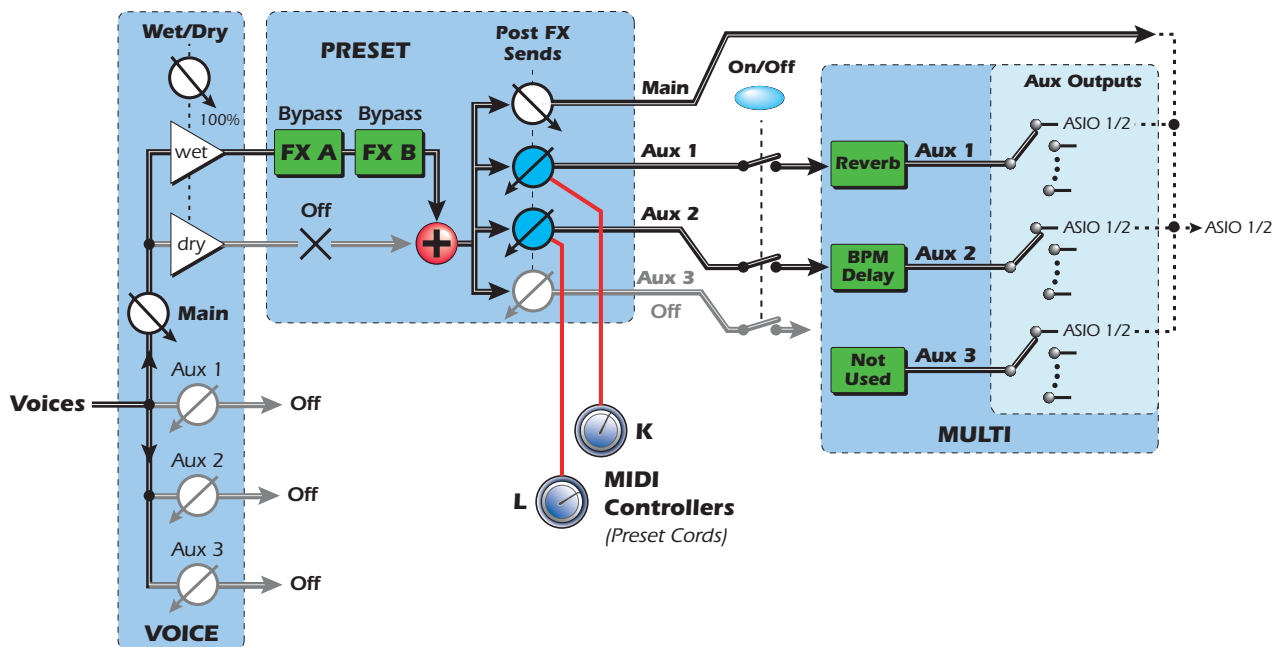 Wet/Dry
100%
wet
dry
Main
Voices
Aux 1
Off
Aux 2
Off
Aux 3
Off
VOICE
PRESET
Bypass
Bypass
FX A
FX B
Off
Post FX
Sends
Main
Aux 1
Aux 2
Aux 3
Off
K
L
MIDI
Controllers
(Preset Cords)
On/Off
Reverb
BPM
Delay
Not
Used
Aux 1
Aux 2
Aux 3
MULTI
Aux Outputs
ASIO 1/2
ASIO 1/2
ASIO 1/2
ASIO 1/2